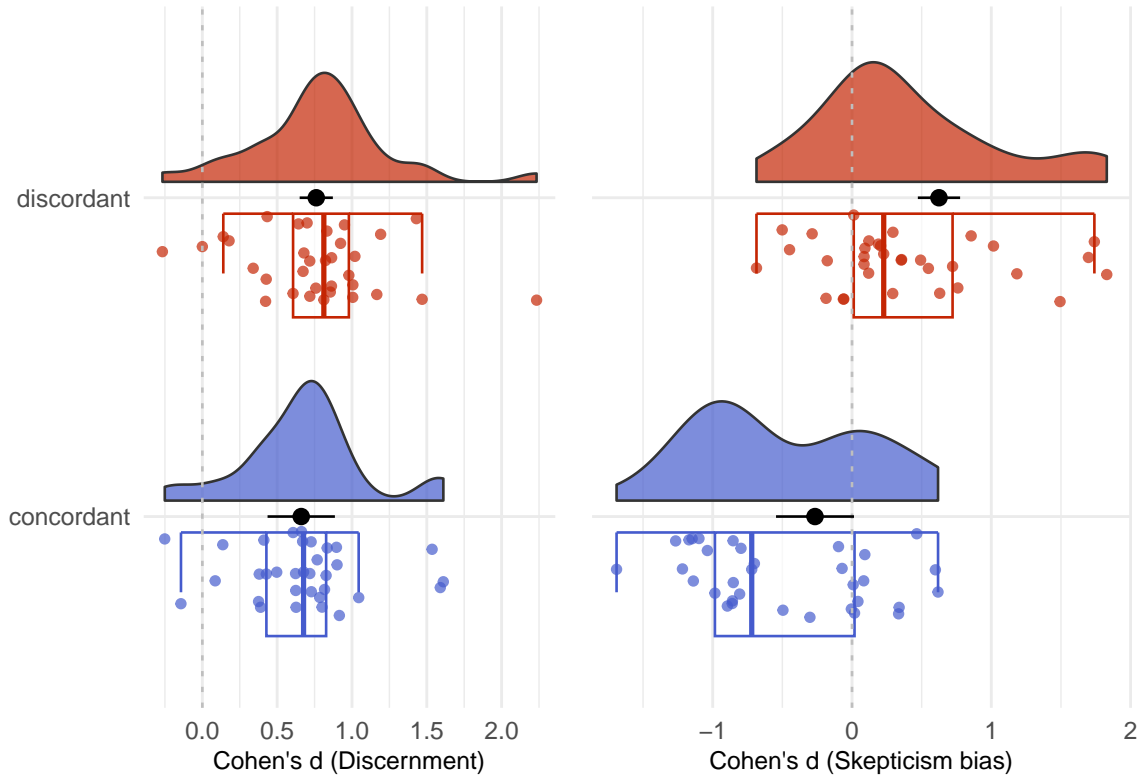 discordant
concordant
0.0 0.5 1.0 1.5 2.0
−1 0 1 2
Cohen's d (Discernment)
Cohen's d (Skepticism bias)